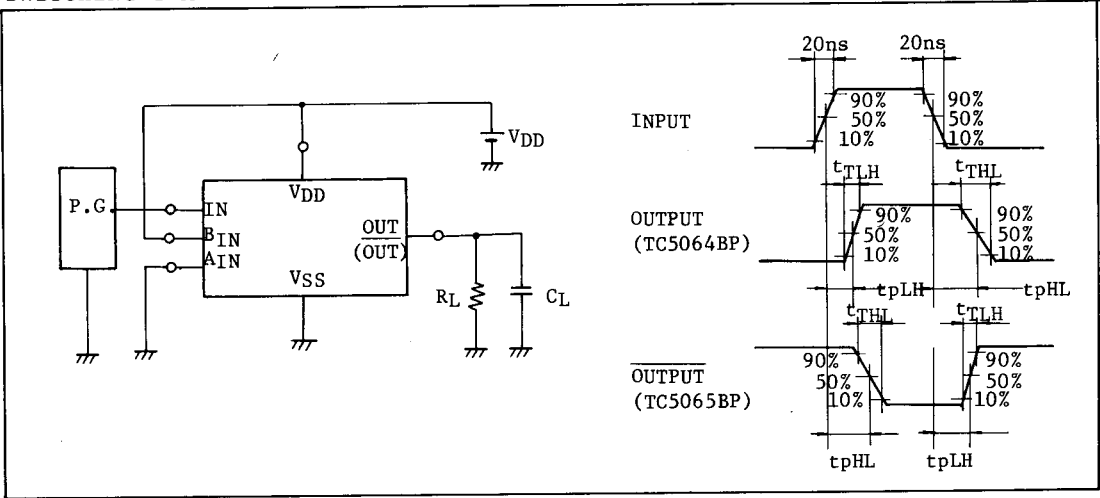 VDD
P.G.
VDD
IN
BIN
AIN
OUT
(OUT)
VSS
RL
CL
20ns
20ns
INPUT
90%
50%
10%
90%
50%
10%
tTLH
tTHL
OUTPUT
(TC5064BP)
90%
50%
10%
90%
50%
10%
tpLH
tpHL
tTHL
tTLH
OUTPUT
(TC5065BP)
90%
50%
10%
90%
50%
10%
tpHL
tpLH